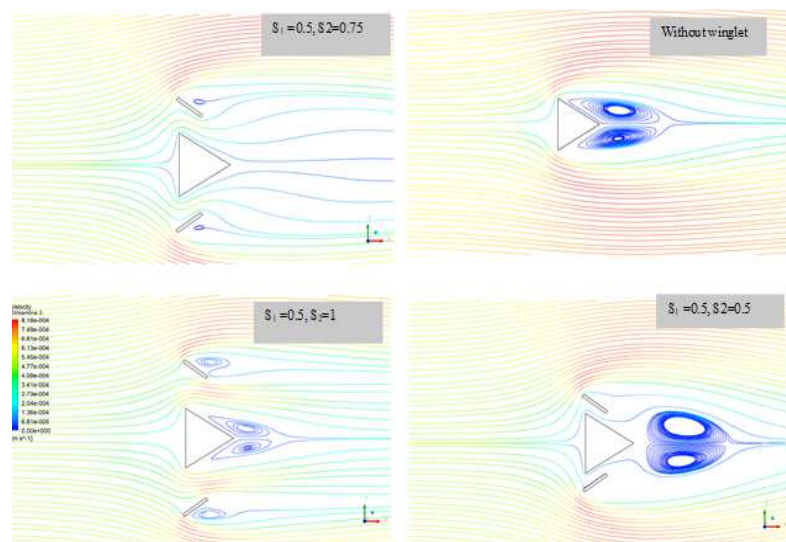 S₁ =0.5, S2=0.75
Without winglet
Velocity
Streamline 3
8.18e-004
7.49e-004
6.81e-004
6.13e-004
5.45e-004
4.77e-004
4.09e-004
3.41e-004
2.73e-004
2.04e-004
1.36e-004
6.81e-005
0.00e+000
[m s^-1]
S₁ =0.5, S₂=1
S₁ =0.5, S2=0.5